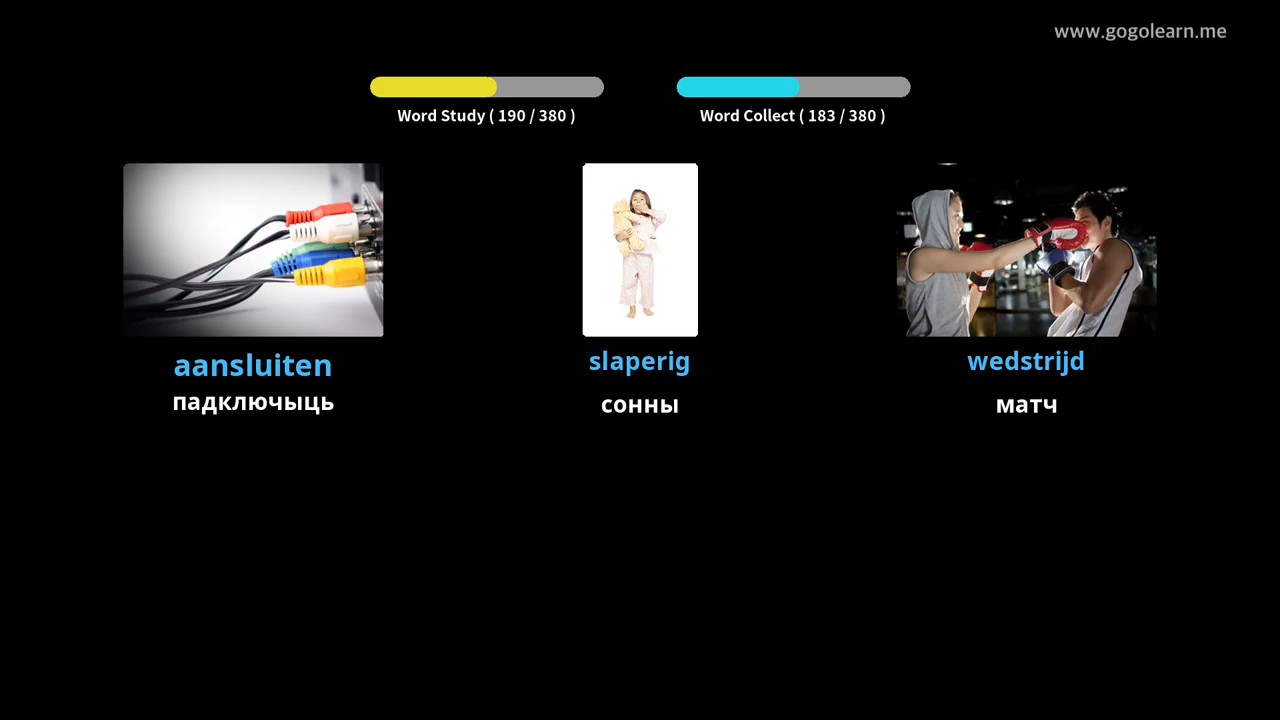 www.gogolearn.me
Word Study ( 190 / 380 )
Word Collect ( 183 / 380 )
aansluiten
slaperig
wedstrijd
падключыць
сонны
матч